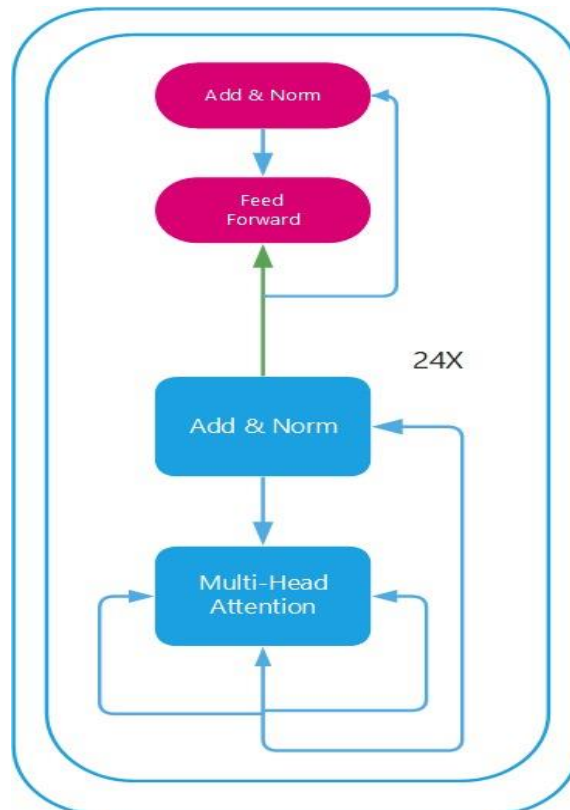 Add & Norm
Feed
Forward
24X
Add & Norm
Multi-Head
Attention